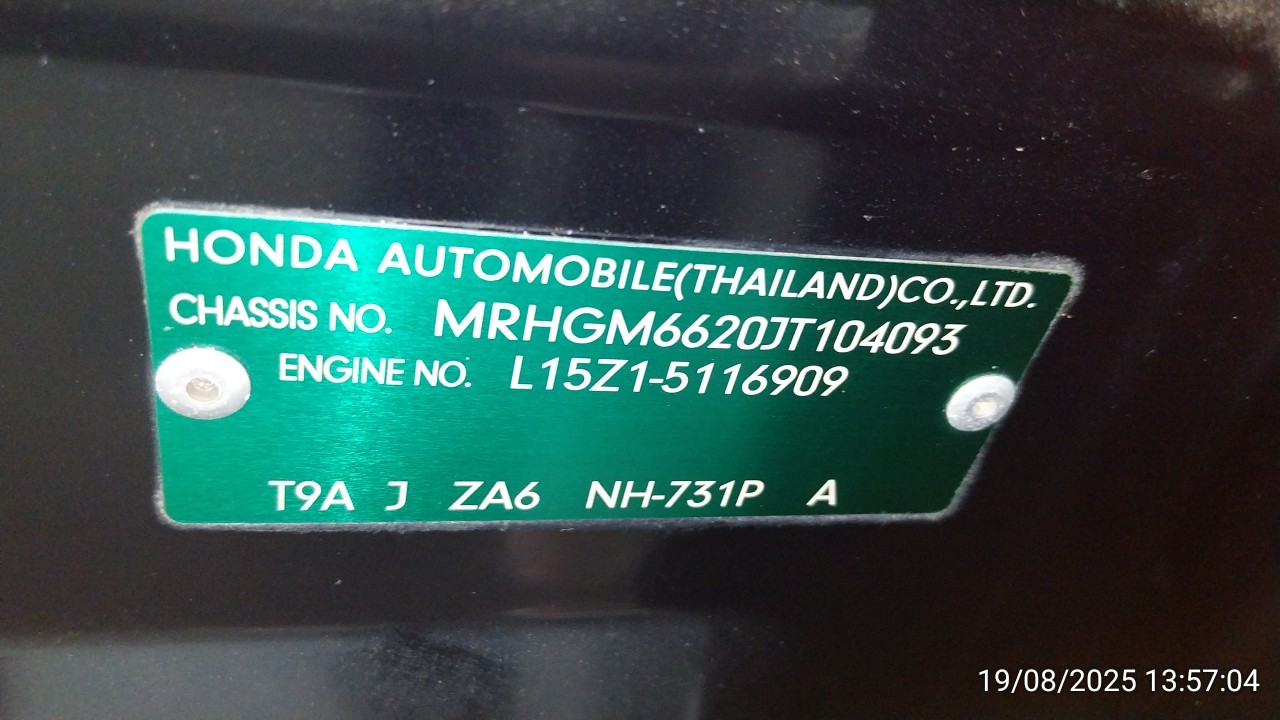 HONDA AUTOMOBILE(THAILAND)CO.,LTD.
CHASSIS NO. MRHGM6620JT104093
ENGINE NO. L15Z1-5116909
T9A J ZA6 NH-731P A
19/08/2025 13:57:04